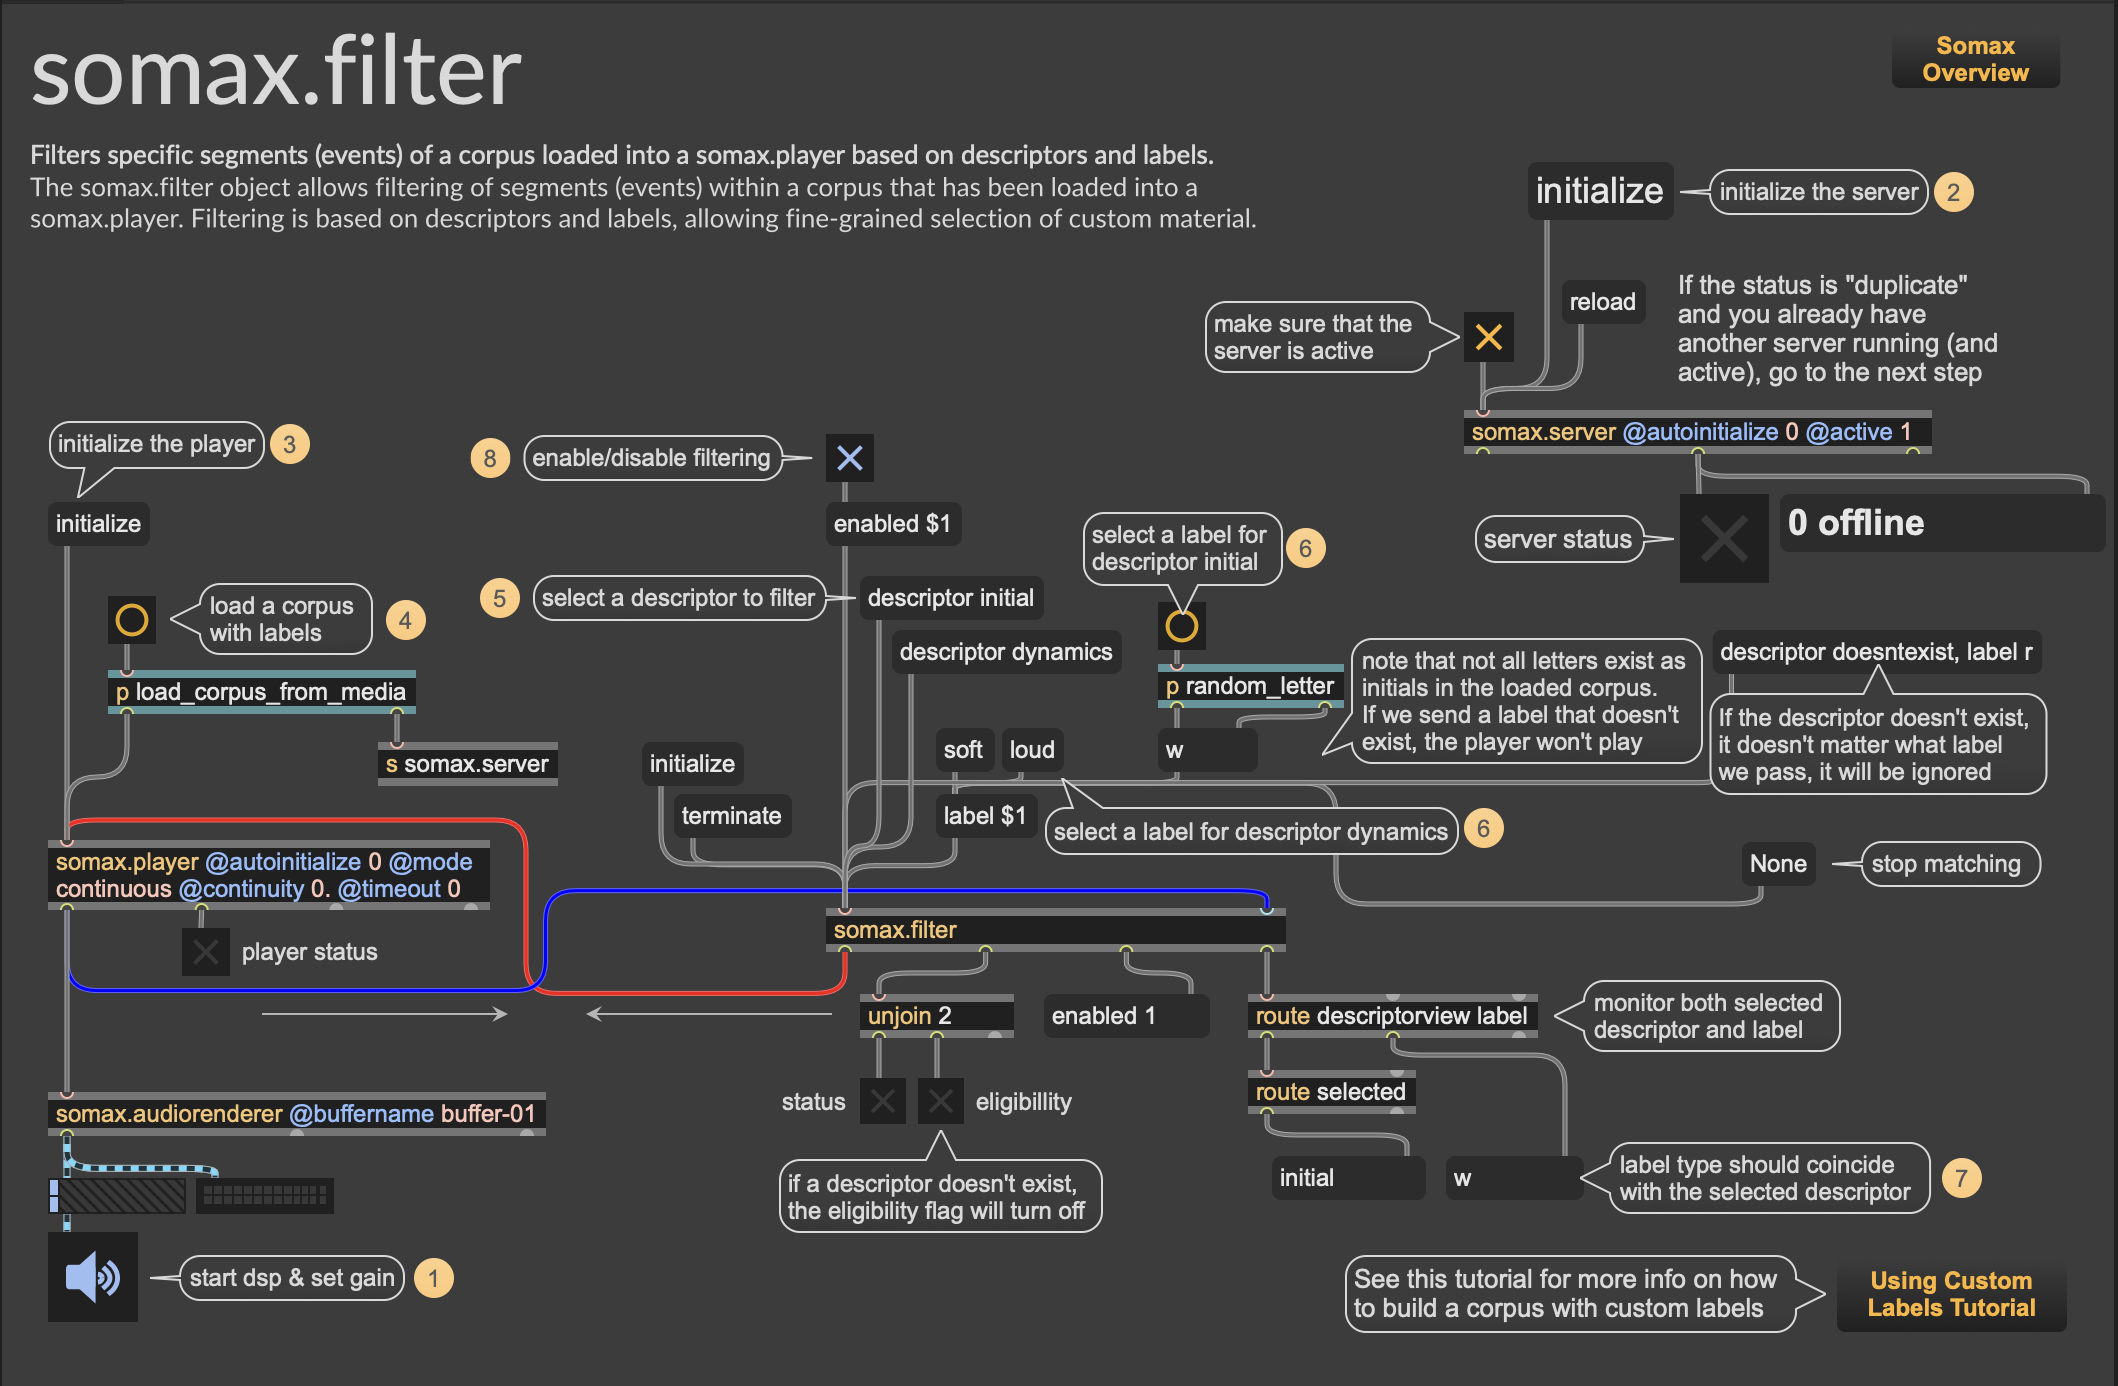 somax.filter
Somax
Overview
Filters specific segments (events) of a corpus loaded into a somax.player based on descriptors and labels.
The somax.filter object allows filtering of segments (events) within a corpus that has been loaded into a
somax.player. Filtering is based on descriptors and labels, allowing fine-grained selection of custom material.
initialize
initialize the server
2
reload
If the status is "duplicate"
and you already have
another server running (and
active), go to the next step
make sure that the
server is active
somax.server @autoinitialize 0 @active 1
server status
0 offline
initialize the player
3
initialize
load a corpus
with labels
4
p load_corpus_from_media
s somax.server
8
enable/disable filtering
enabled $1
5
select a descriptor to filter
descriptor initial
descriptor dynamics
select a label for
descriptor initial
6
p random_letter
w
note that not all letters exist as
initials in the loaded corpus.
If we send a label that doesn't
exist, the player won't play
descriptor doesntexist, label r
If the descriptor doesn't exist,
it doesn't matter what label
we pass, it will be ignored
initialize
terminate
soft
loud
label $1
select a label for descriptor dynamics
6
None
stop matching
somax.player @autoinitialize 0 @mode
continuous @continuity 0. @timeout 0
player status
somax.filter
unjoin 2
enabled 1
route descriptorview label
monitor both selected
descriptor and label
status
eligibillity
route selected
if a descriptor doesn't exist,
the eligibility flag will turn off
initial
w
label type should coincide
with the selected descriptor
7
somax.audiorenderer @buffername buffer-01
start dsp & set gain
1
See this tutorial for more info on how
to build a corpus with custom labels
Using Custom
Labels Tutorial